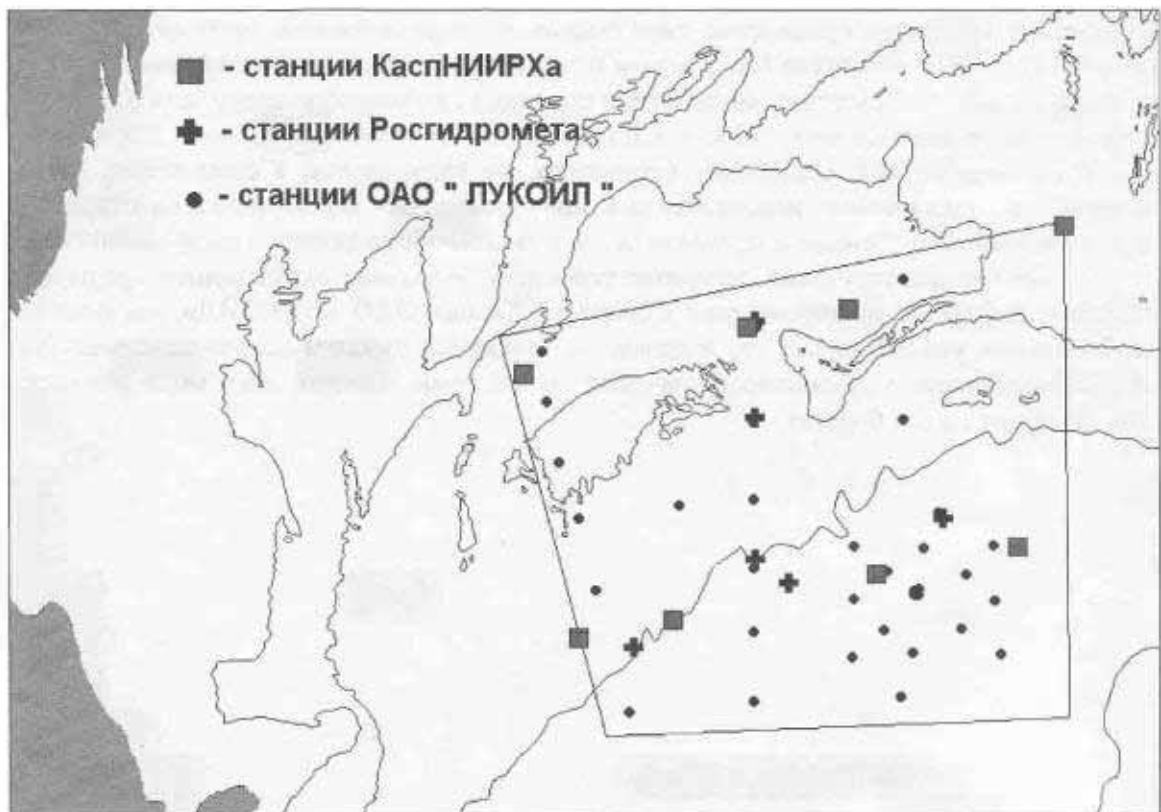 - станции КаспНИИРХа
- станции Росгидромета
- станции ОАО " ЛУКОЙЛ "